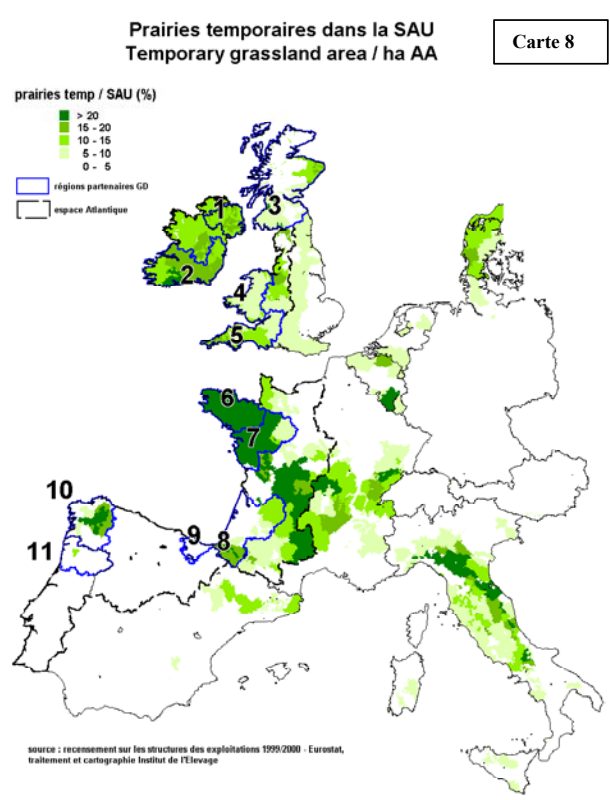 Prairies temporaires dans la SAU
Temporary grassland area / ha AA
Carte 8
prairies temp / SAU (%)
> 20
15 - 20
10 - 15
5 - 10
0 - 5
régions partenaires GD
espace Atlantique
1
2
3
4
5
6
7
8
9
10
11
source : recensement sur les structures des exploitations 1999/2000 - Eurostat,
traitement et cartographie Institut de l'Elevage